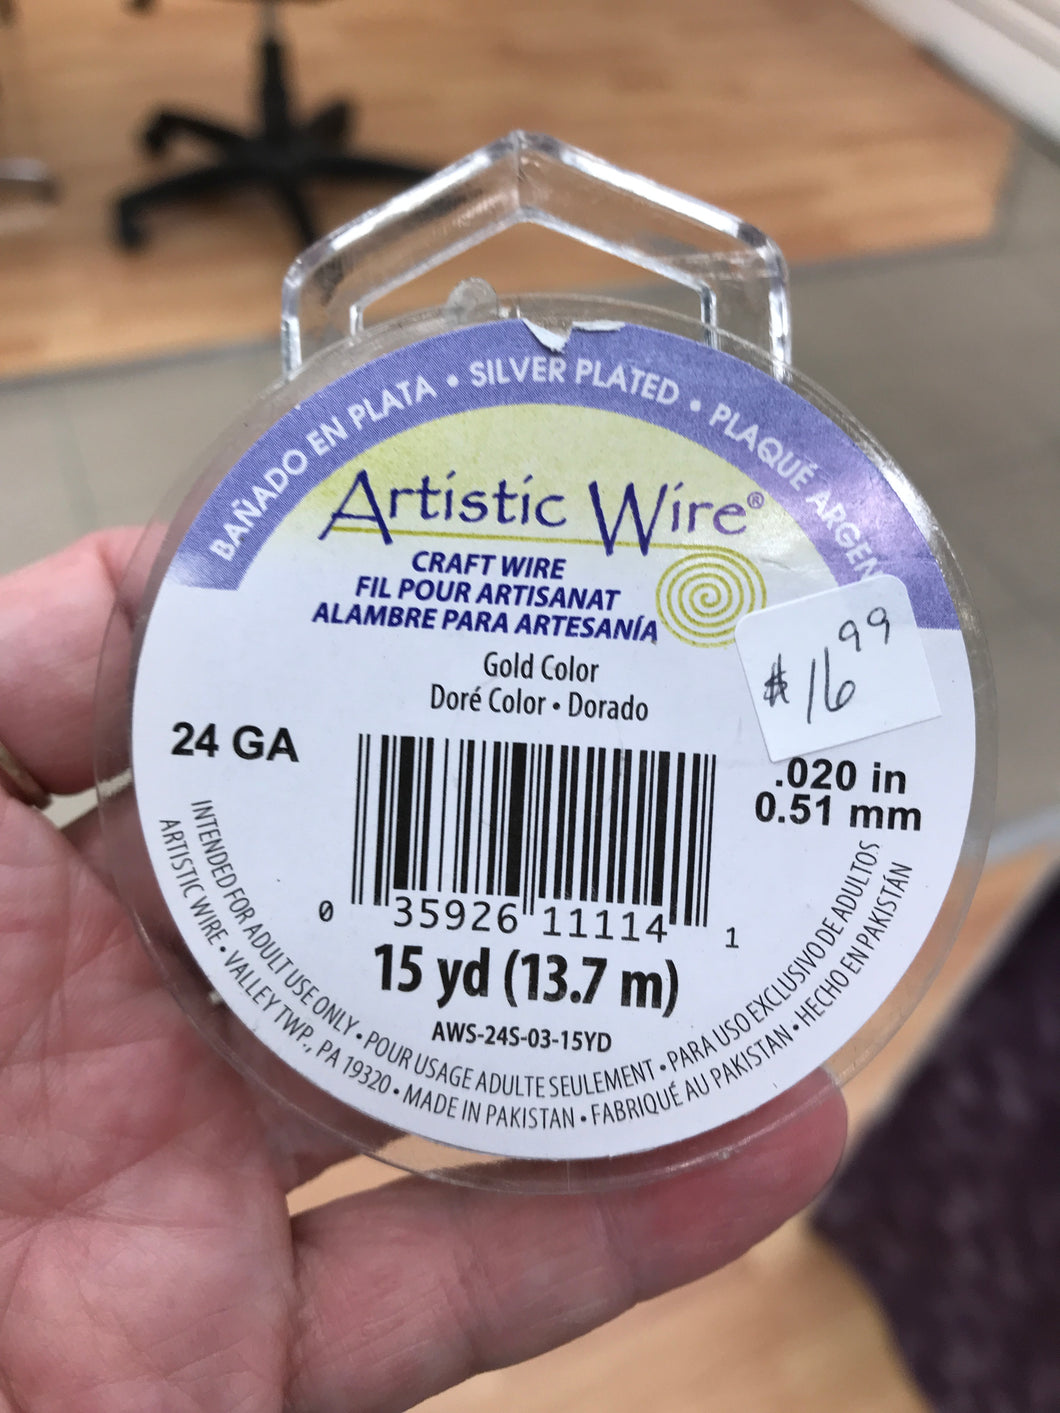 BAÑADO EN PLATA • SILVER PLATED • PLAQUÉ ARGEN
Artistic Wire®
CRAFT WIRE
FIL POUR ARTISANAT
ALAMBRE PARA ARTESANÍA
Gold Color
Doré Color • Dorado
$16.99
24 GA
.020 in
0.51 mm
0 35926 11114 1
15 yd (13.7 m)
AWS-24S-03-15YD
INTENDED FOR ADULT USE ONLY • POUR USAGE ADULTE SEULEMENT • PARA USO EXCLUSIVO DE ADULTOS
ARTISTIC WIRE • VALLEY TWP., PA 19320 • MADE IN PAKISTAN • FABRIQUÉ AU PAKISTAN • HECHO EN PAKISTÁN